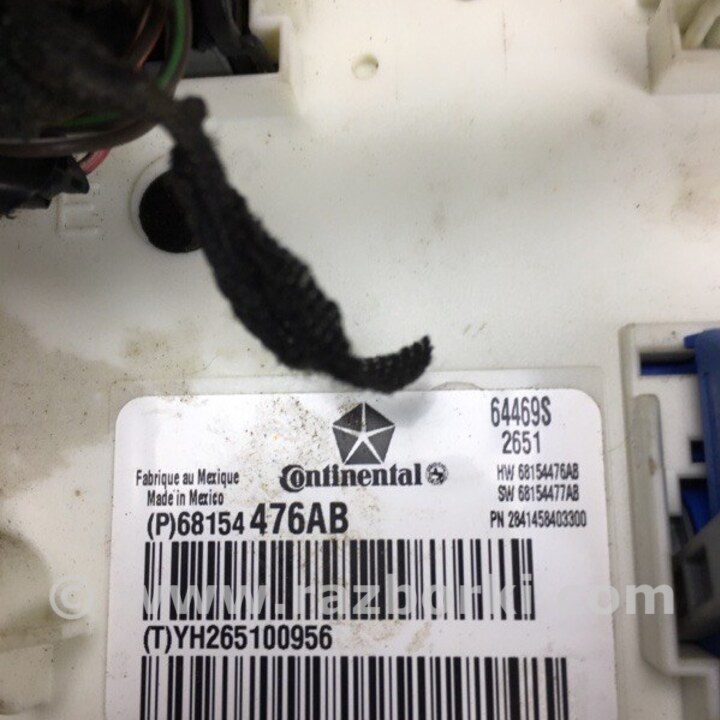 64469S
2651
Continental
Fabrique au Mexique
Made in Mexico
HW 68154476AB
SW 68154477AB
(P)68154 476AB
PN 2841458403300
© www.razborki.com
(T)YH265100956